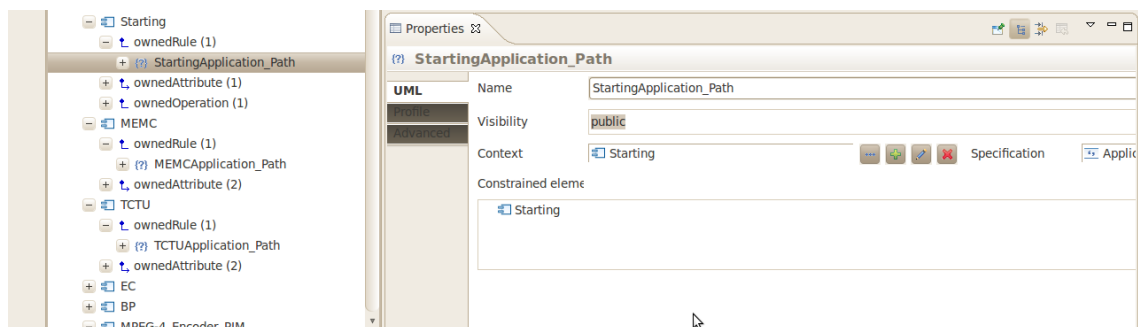 Starting
ownedRule (1)
StartingApplication_Path
ownedAttribute (1)
ownedOperation (1)
MEMC
ownedRule (1)
MEMCApplication_Path
ownedAttribute (2)
TCTU
ownedRule (1)
TCTUApplication_Path
ownedAttribute (2)
EC
BP
MPEG-4_Encoder_PIM
Properties
StartingApplication_Path
UML
Profile
Advanced
Name StartingApplication_Path
Visibility public
Context Starting Specification Applic
Constrained eleme
Starting